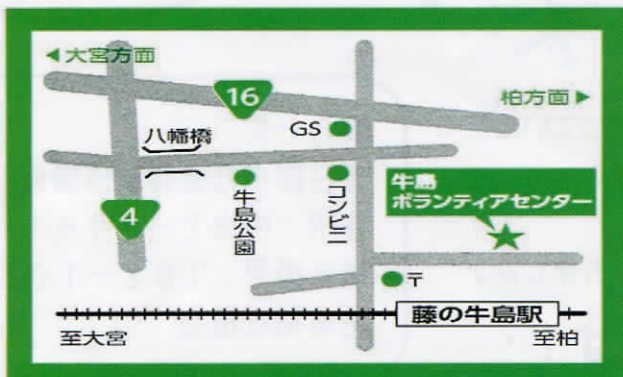 ◀大宮方面
16
柏方面▶
八幡橋
GS
4
牛島公園
コンビニ
牛島
ボランティアセンター
〒
藤の牛島駅
至大宮
至柏